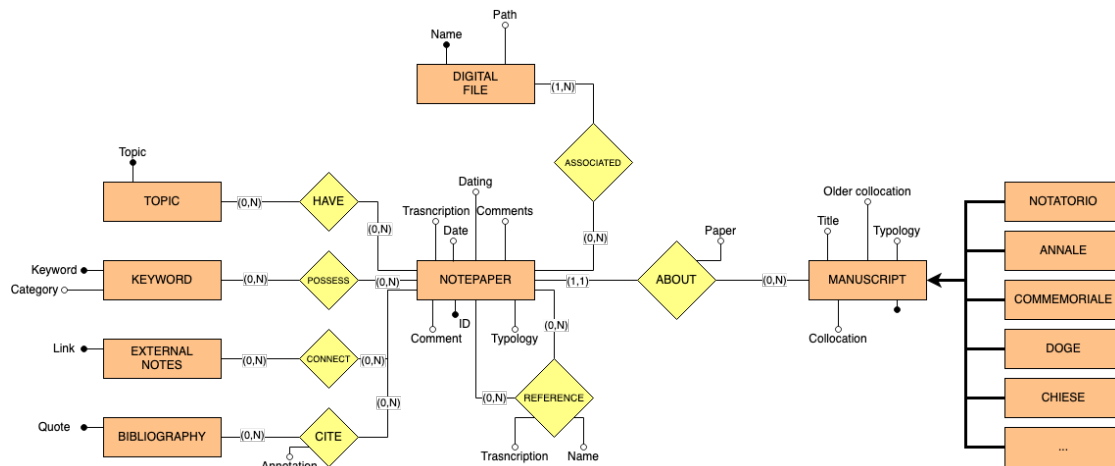 Path
Name
DIGITAL
FILE
(1,N)
Topic
ASSOCIATED
TOPIC
(0,N)
HAVE
(0,N)
Dating
Trasncription
Comments
Date
(0,N)
Older collocation
Title
Typology
Paper
NOTATORIO
ANNALE
Keyword
Category
KEYWORD
(0,N)
POSSESS
(0,N)
NOTEPAPER
(1,1)
ABOUT
(0,N)
MANUSCRIPT
COMMEMORIALE
Comment
ID
Typology
(0,N)
Collocation
Link
EXTERNAL
NOTES
(0,N)
CONNECT
(0,N)
DOGE
(0,N)
(0,N)
REFERENCE
CHIESE
Quote
BIBLIOGRAPHY
(0,N)
CITE
Annotation
Trasncription
Name
...